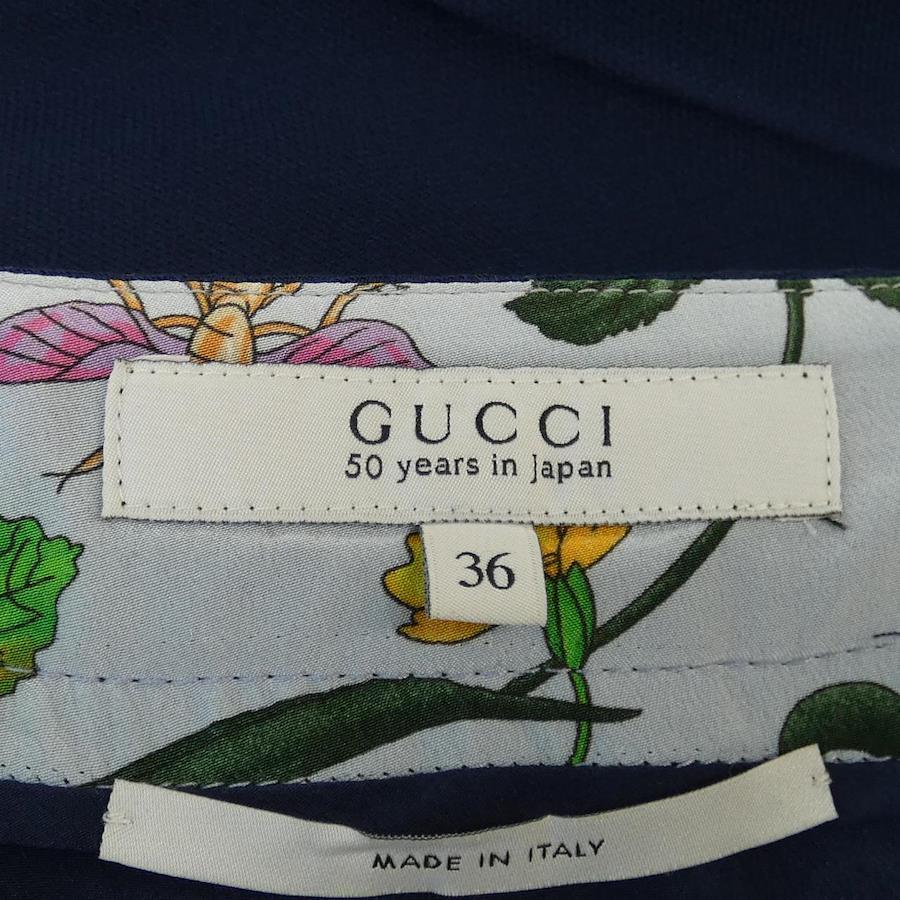 GUCCI
50 years in Japan
36
MADE IN ITALY